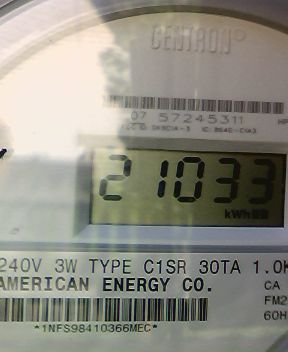 CENTRON®
07 57245311
21033
kWh
240V 3W TYPE C1SR 30TA 1.0K
AMERICAN ENERGY CO.
CA
FM2
60H
*1NFS98410366MEC*